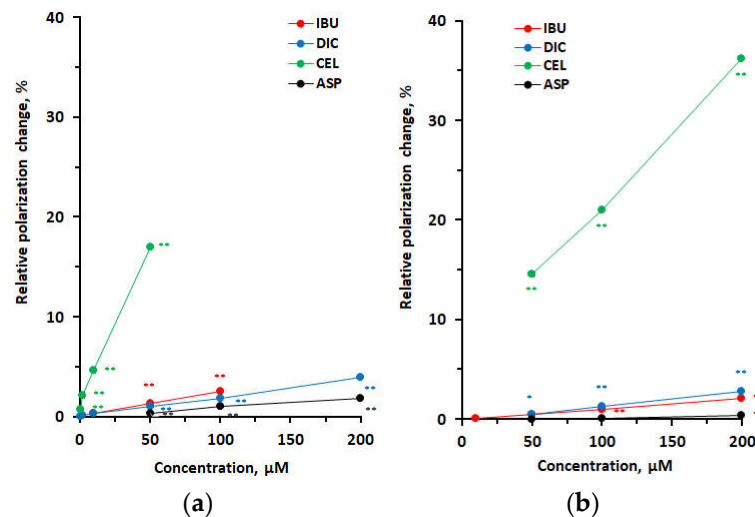 40
30
20
10
0
0
50
100
150
200
Relative polarization change, %
Concentration, μM
IBU
DIC
CEL
ASP
**
**
**
**
**
**
**
**
**
**
**
**
(a)
40
30
20
10
0
0
50
100
150
200
Relative polarization change, %
Concentration, μM
IBU
DIC
CEL
ASP
**
**
**
*
**
**
**
(b)